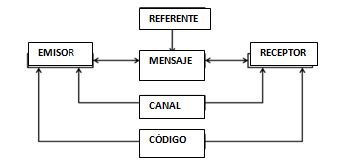 REFERENTE
EMISOR
MENSAJE
RECEPTOR
CANAL
CÓDIGO